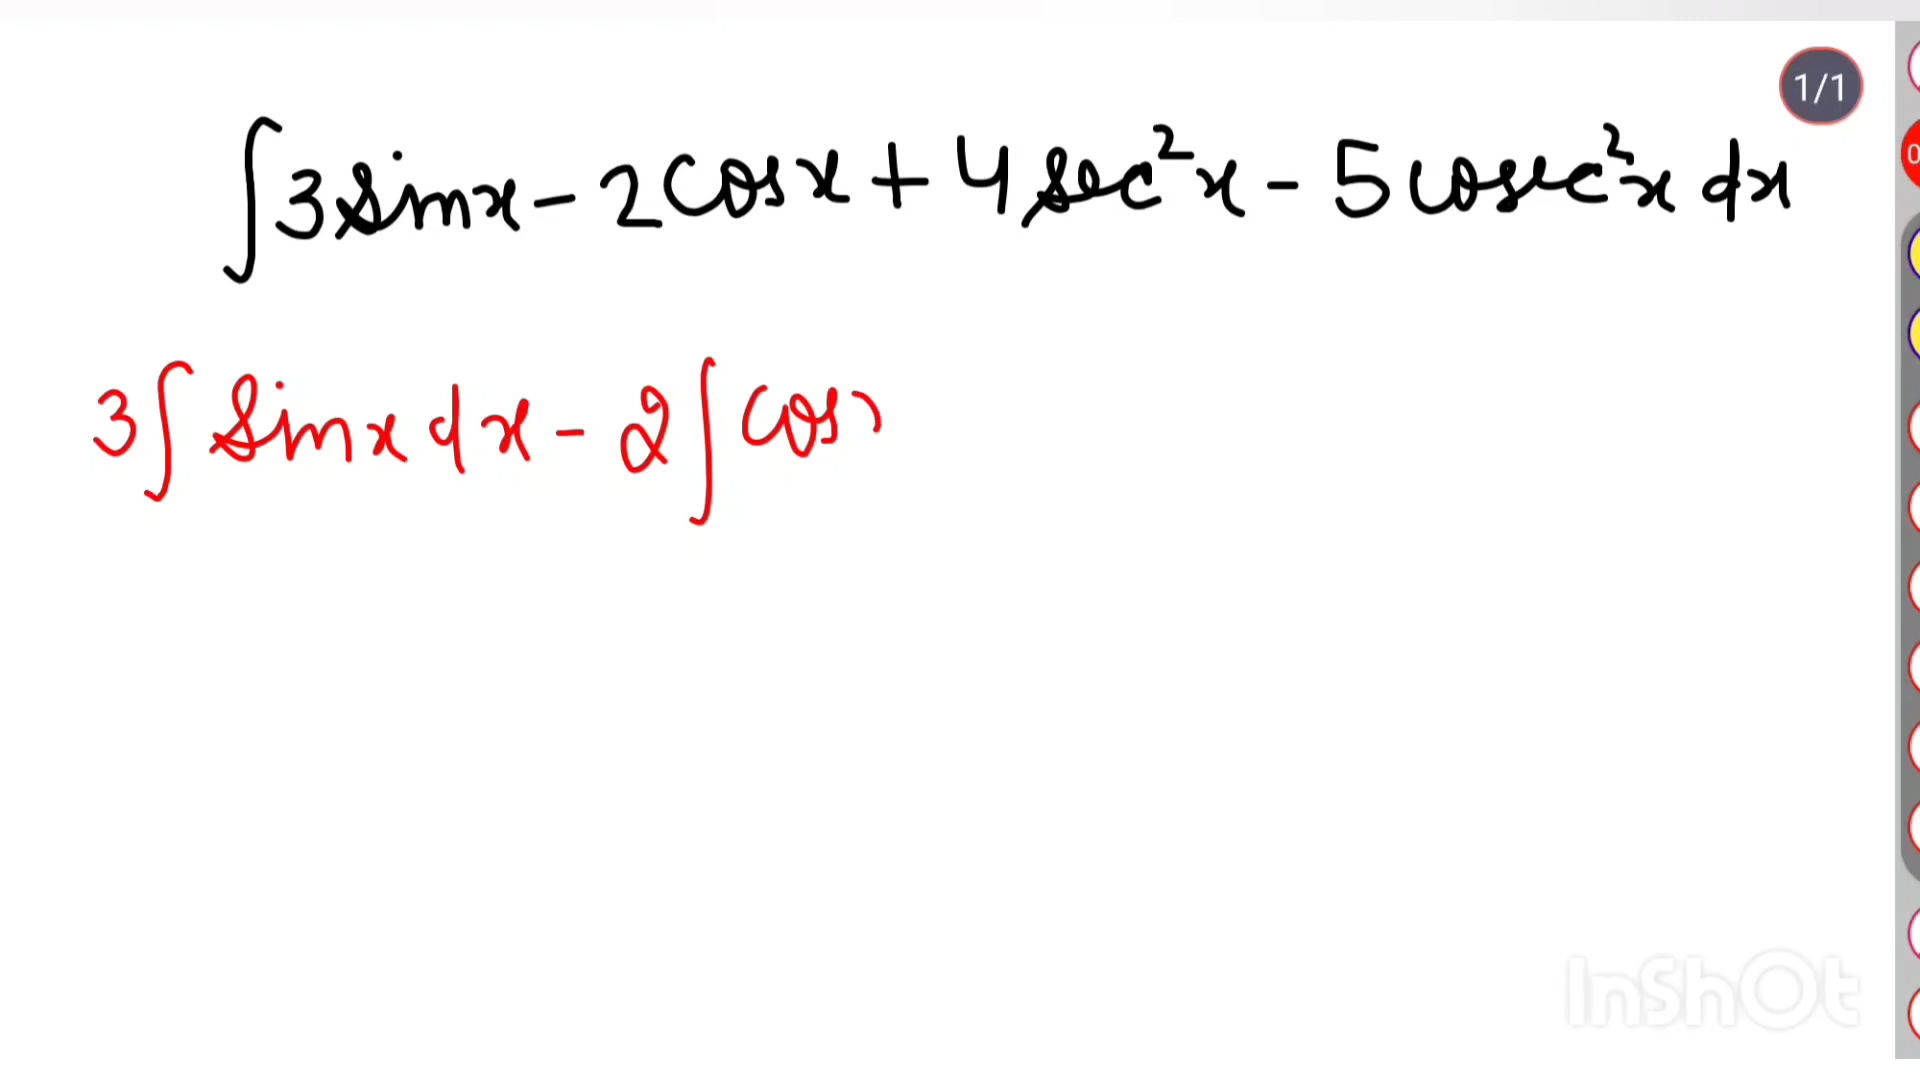 1/1
∫3sinx-2cosx+4sec²x-5cosec²x dx
3∫sinx dx-2∫cos
InShOt